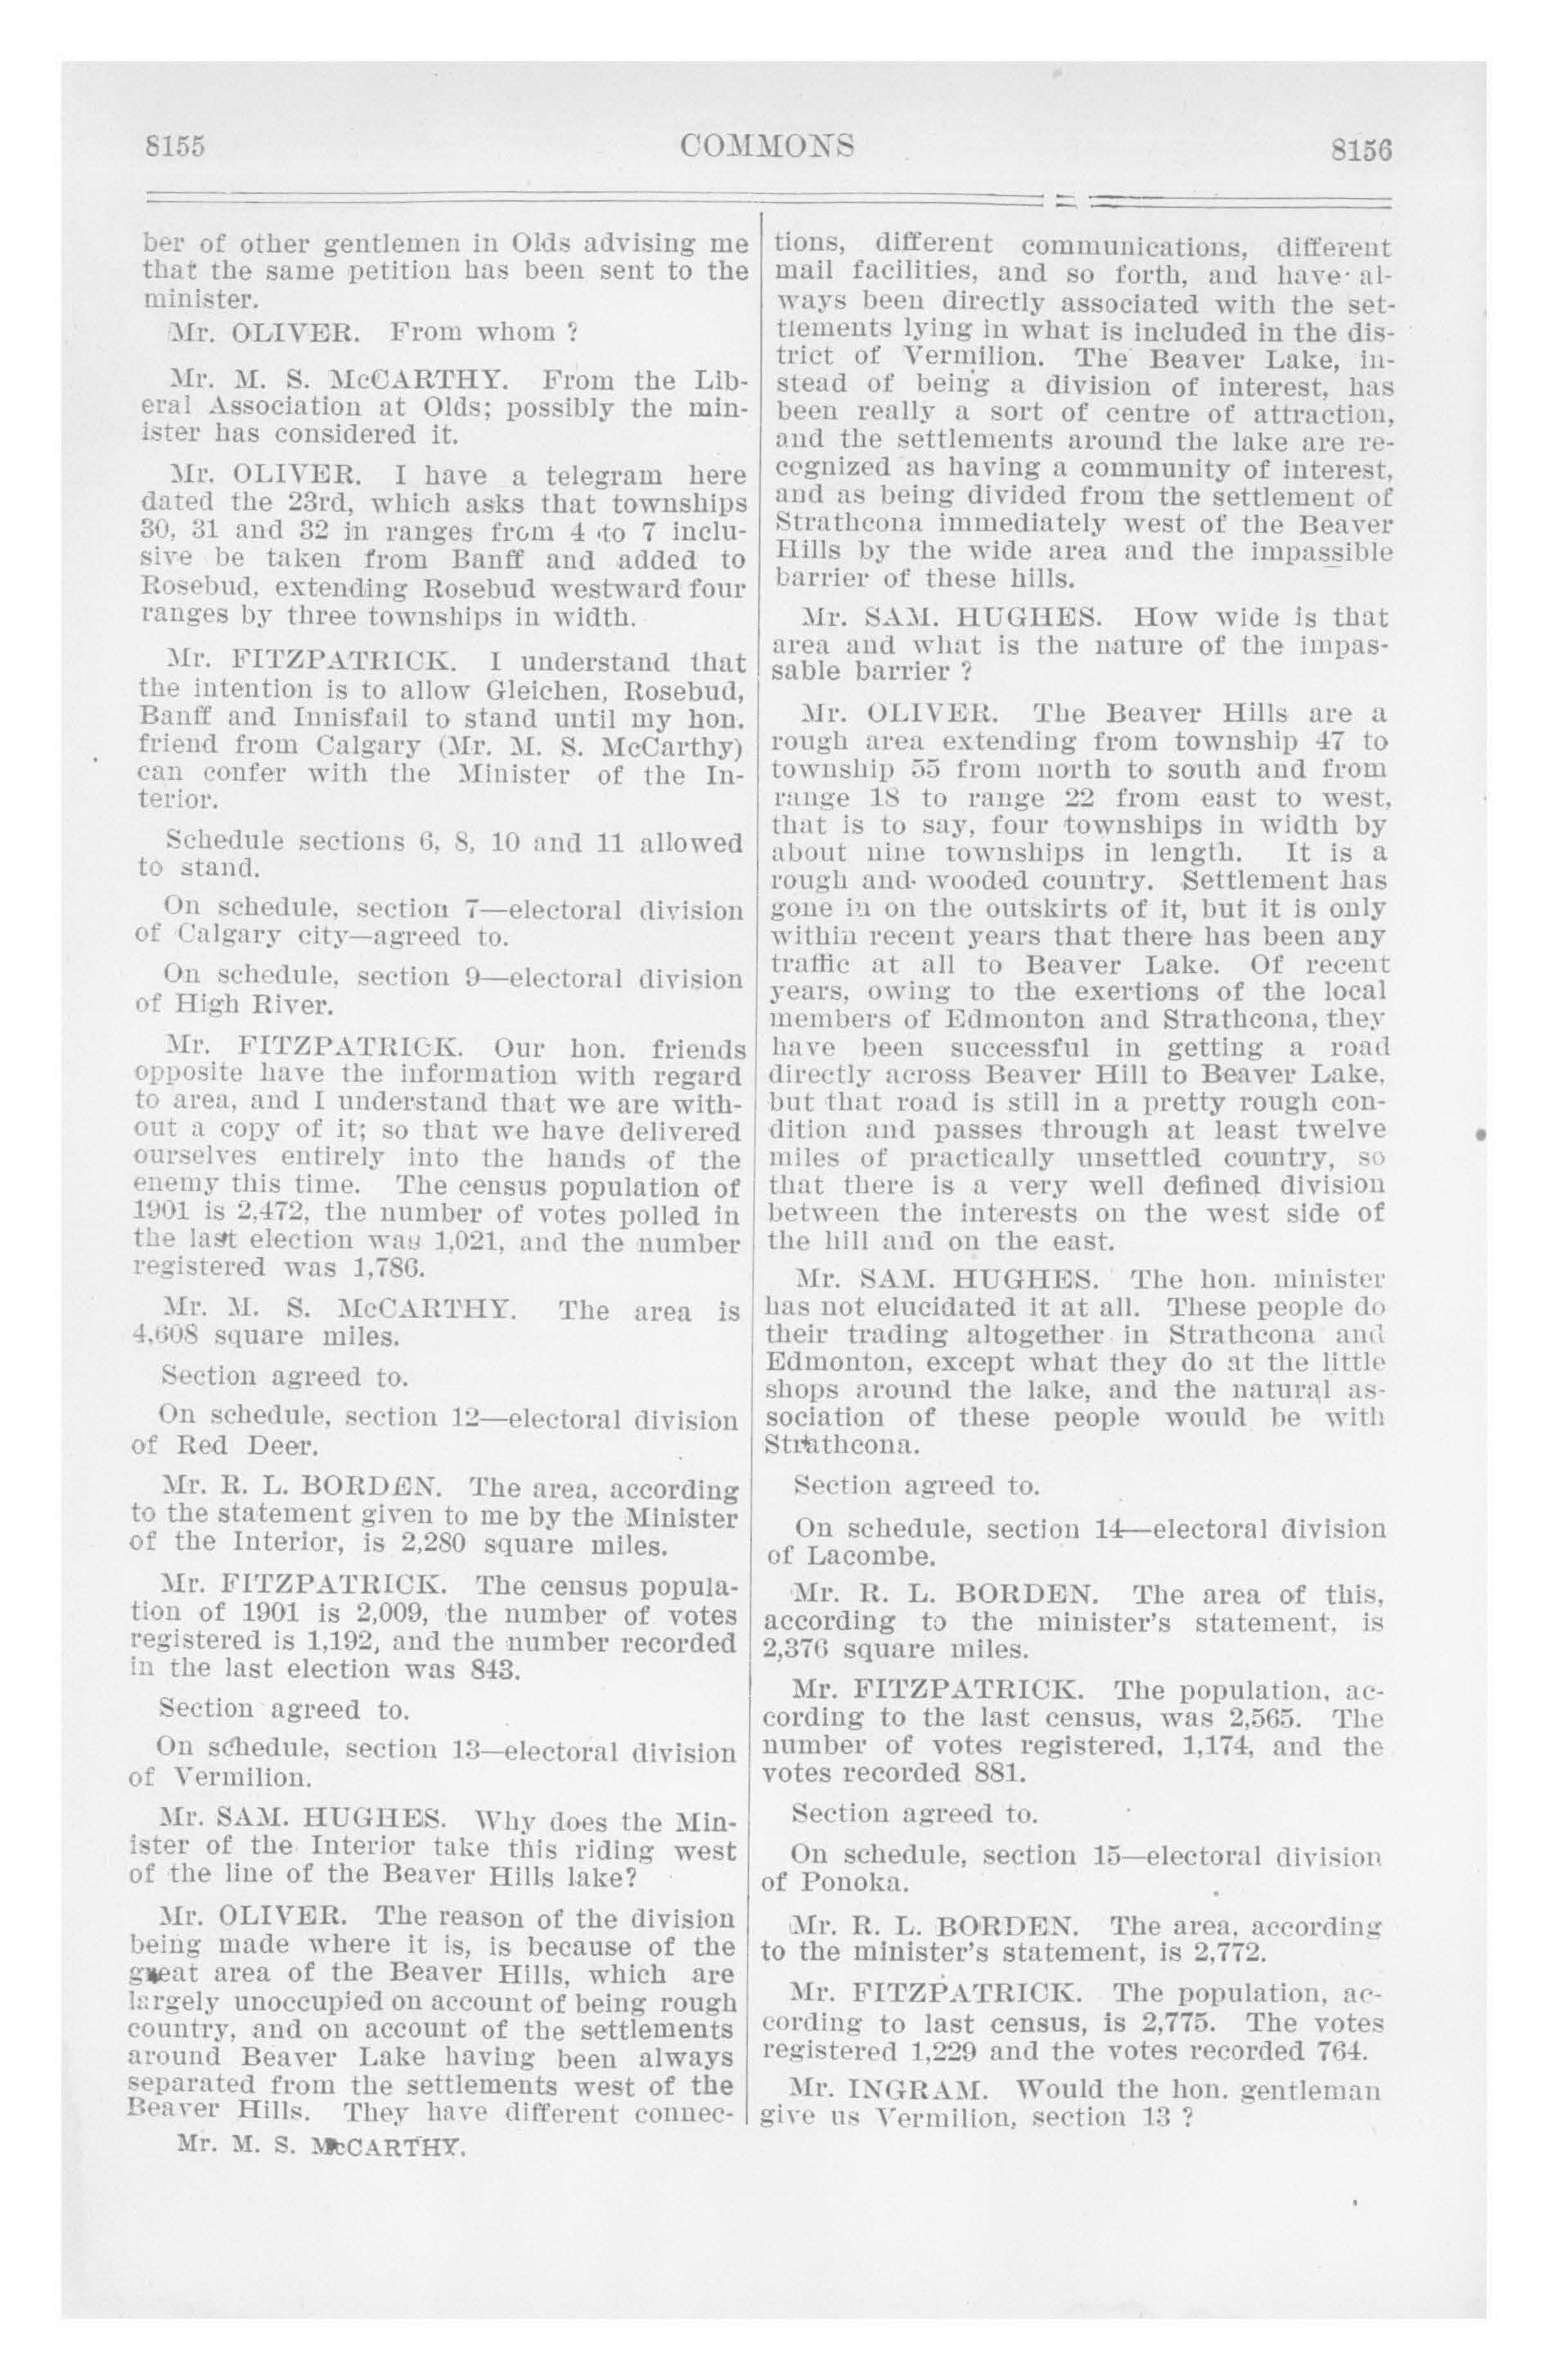 8155
COMMONS
8156
ber of other gentlemen in Olds advising me
that the same petition has been sent to the
minister.
Mr. OLIVER. From whom ?
Mr. M. S. McCARTHY. From the Lib-
eral Association at Olds; possibly the min-
ister has considered it.
Mr. OLIVER. I have a telegram here
dated the 23rd, which asks that townships
30, 31 and 32 in ranges from 4 to 7 inclu-
sive be taken from Banff and added to
Rosebud, extending Rosebud westward four
ranges by three townships in width.
Mr. FITZPATRICK. I understand that
the intention is to allow Gleichen, Rosebud,
Banff and Innisfail to stand until my hon.
friend from Calgary (Mr. M. S. McCarthy)
can confer with the Minister of the In-
terior.
Schedule sections 6, 8, 10 and 11 allowed
to stand.
On schedule, section 7—electoral division
of Calgary city—agreed to.
On schedule, section 9—electoral division
of High River.
Mr. FITZPATRICK. Our hon. friends
opposite have the information with regard
to area, and I understand that we are with-
out a copy of it; so that we have delivered
ourselves entirely into the hands of the
enemy this time. The census population of
1901 is 2,472, the number of votes polled in
the last election was 1,021, and the number
registered was 1,786.
Mr. M. S. McCARTHY. The area is
4,608 square miles.
Section agreed to.
On schedule, section 12—electoral division
of Red Deer.
Mr. R. L. BORDEN. The area, according
to the statement given to me by the Minister
of the Interior, is 2,280 square miles.
Mr. FITZPATRICK. The census popula-
tion of 1901 is 2,009, the number of votes
registered is 1,192, and the number recorded
in the last election was 843.
Section agreed to.
On schedule, section 13—electoral division
of Vermilion.
Mr. SAM. HUGHES. Why does the Min-
ister of the Interior take this riding west
of the line of the Beaver Hills lake?
Mr. OLIVER. The reason of the division
being made where it is, is because of the
great area of the Beaver Hills, which are
largely unoccupied on account of being rough
country, and on account of the settlements
around Beaver Lake having been always
separated from the settlements west of the
Beaver Hills. They have different connec-
Mr. M. S. McCARTHY.
tions, different communications, different
mail facilities, and so forth, and have al-
ways been directly associated with the set-
tlements lying in what is included in the dis-
trict of Vermilion. The Beaver Lake, in-
stead of being a division of interest, has
been really a sort of centre of attraction,
and the settlements around the lake are re-
cognized as having a community of interest,
and as being divided from the settlement of
Strathcona immediately west of the Beaver
Hills by the wide area and the impassible
barrier of these hills.
Mr. SAM. HUGHES. How wide is that
area and what is the nature of the impas-
sable barrier ?
Mr. OLIVER. The Beaver Hills are a
rough area extending from township 47 to
township 55 from north to south and from
range 18 to range 22 from east to west,
that is to say, four townships in width by
about nine townships in length. It is a
rough and wooded country. Settlement has
gone in on the outskirts of it, but it is only
within recent years that there has been any
traffic at all to Beaver Lake. Of recent
years, owing to the exertions of the local
members of Edmonton and Strathcona, they
have been successful in getting a road
directly across Beaver Hill to Beaver Lake,
but that road is still in a pretty rough con-
dition and passes through at least twelve
miles of practically unsettled country, so
that there is a very well defined division
between the interests on the west side of
the hill and on the east.
Mr. SAM. HUGHES. The hon. minister
has not elucidated it at all. These people do
their trading altogether in Strathcona and
Edmonton, except what they do at the little
shops around the lake, and the natural as-
sociation of these people would be with
Strathcona.
Section agreed to.
On schedule, section 14—electoral division
of Lacombe.
Mr. R. L. BORDEN. The area of this,
according to the minister's statement, is
2,376 square miles.
Mr. FITZPATRICK. The population, ac-
cording to the last census, was 2,565. The
number of votes registered, 1,174, and the
votes recorded 881.
Section agreed to.
On schedule, section 15—electoral division
of Ponoka.
Mr. R. L. BORDEN. The area, according
to the minister's statement, is 2,772.
Mr. FITZPATRICK. The population, ac-
cording to last census, is 2,775. The votes
registered 1,229 and the votes recorded 764.
Mr. INGRAM. Would the hon. gentleman
give us Vermilion, section 13 ?